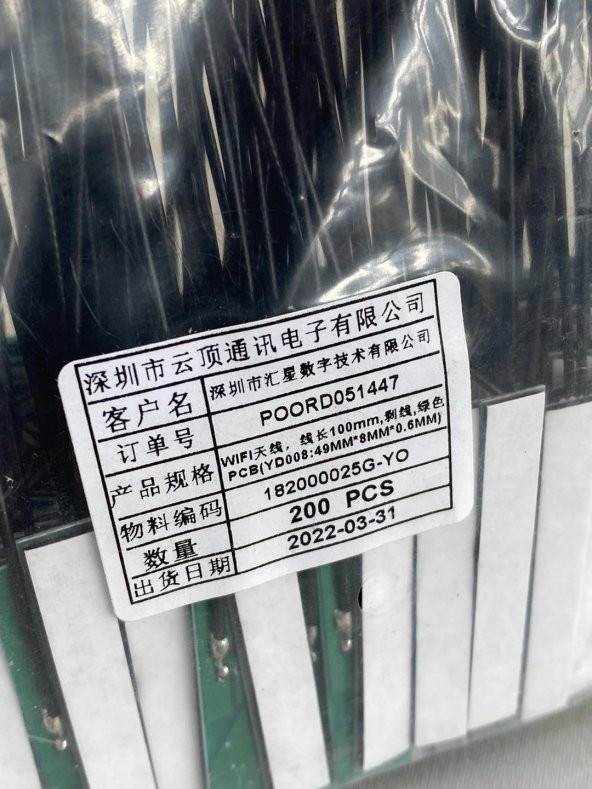 深圳市云顶通讯电子有限公司
客户名 深圳市汇星数字技术有限公司
订单号 POORD051447
产品规格 WIFI天线，线长100mm,剥线,绿色
PCB(YD008:49MM*8MM*0.6MM)
物料编码 182000025G-YO
数量 200 PCS
出货日期 2022-03-31